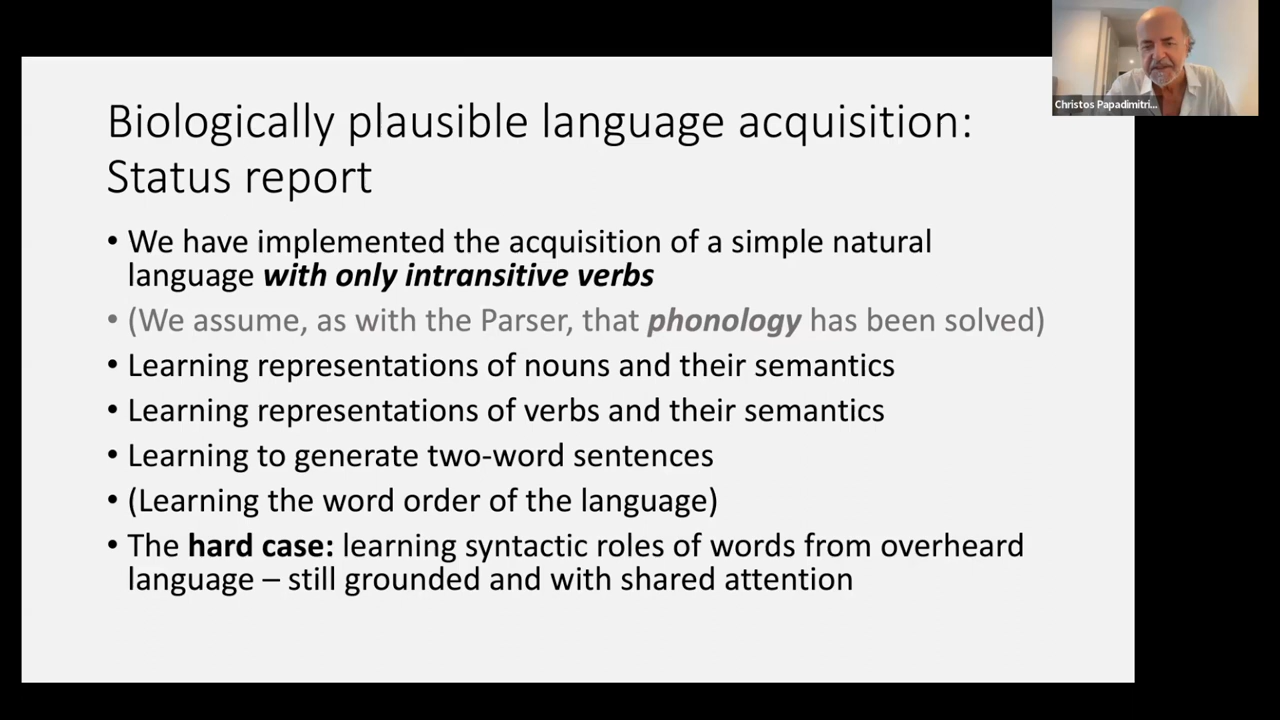 Christos Papadimitri...
Biologically plausible language acquisition:
Status report
• We have implemented the acquisition of a simple natural
language with only intransitive verbs
• (We assume, as with the Parser, that phonology has been solved)
• Learning representations of nouns and their semantics
• Learning representations of verbs and their semantics
• Learning to generate two-word sentences
• (Learning the word order of the language)
• The hard case: learning syntactic roles of words from overheard
language – still grounded and with shared attention